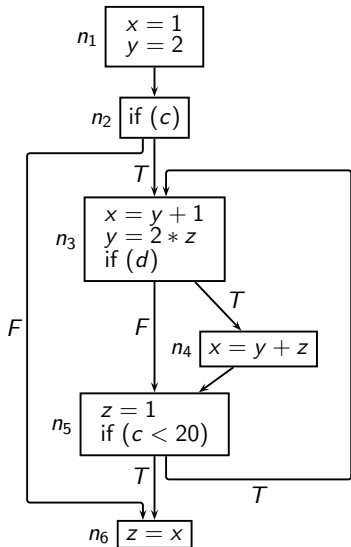 n1
x = 1
y = 2
n2
if (c)
T
n3
x = y + 1
y = 2 * z
if (d)
F
F
T
n4
x = y + z
n5
z = 1
if (c < 20)
T
T
n6
z = x